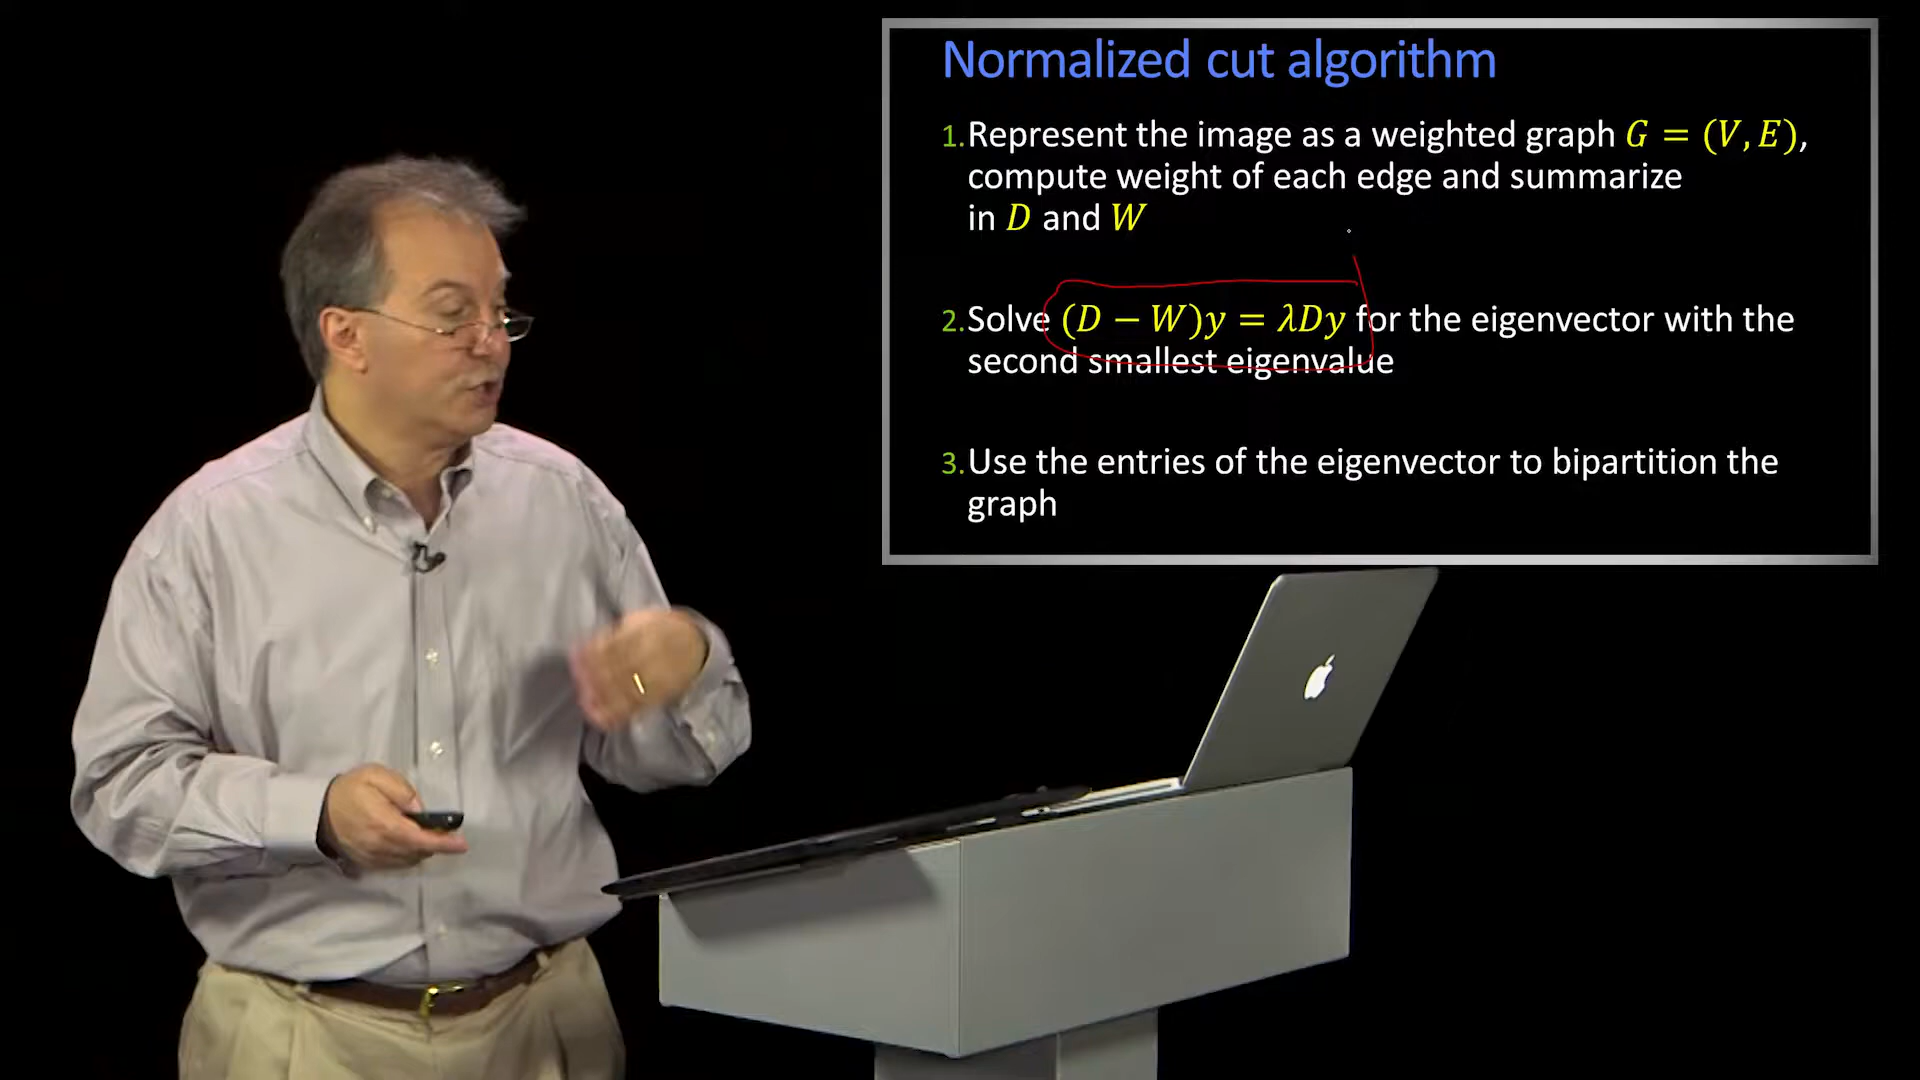 Normalized cut algorithm
1. Represent the image as a weighted graph G = (V, E),
compute weight of each edge and summarize
in D and W
2. Solve (D − W)y = λDy for the eigenvector with the
second smallest eigenvalue
3. Use the entries of the eigenvector to bipartition the
graph